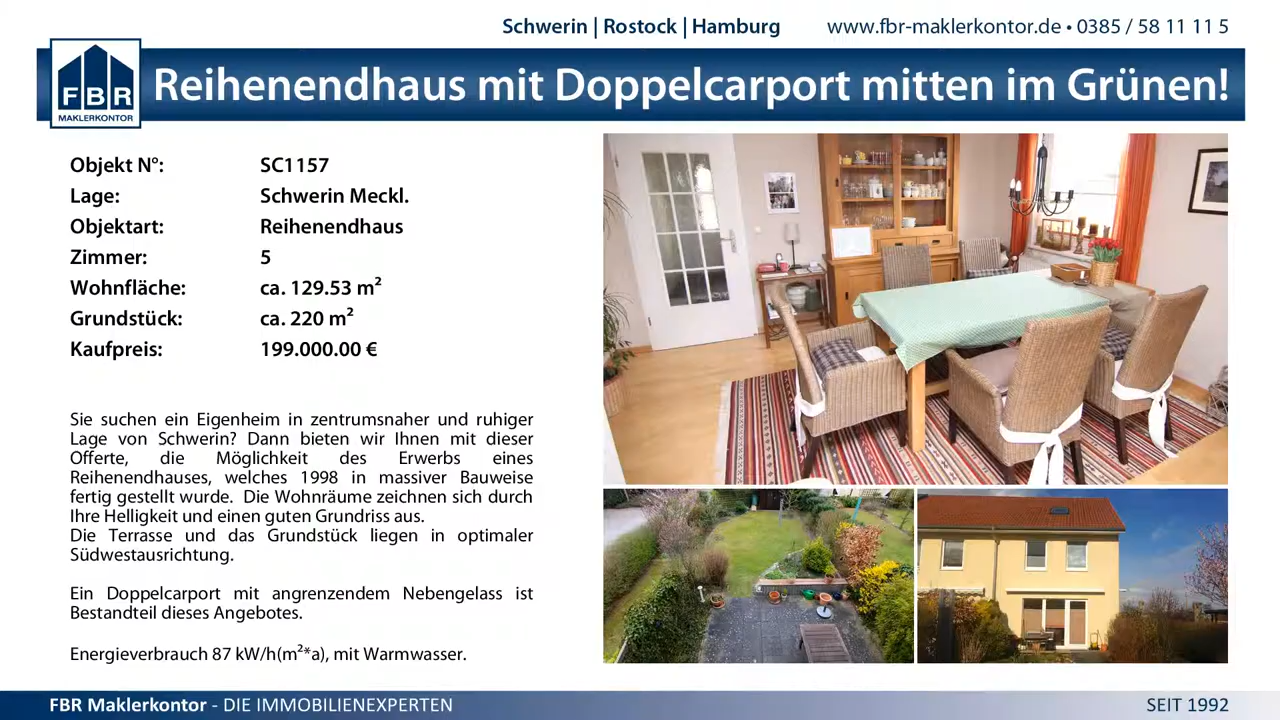 Schwerin | Rostock | Hamburg www.fbr-maklerkontor.de • 0385 / 58 11 11 5
FBR
MAKLERKONTOR
Reihenendhaus mit Doppelcarport mitten im Grünen!
Objekt N°: SC1157
Lage: Schwerin Meckl.
Objektart: Reihenendhaus
Zimmer: 5
Wohnfläche: ca. 129.53 m²
Grundstück: ca. 220 m²
Kaufpreis: 199.000.00 €
Sie suchen ein Eigenheim in zentrumsnaher und ruhiger
Lage von Schwerin? Dann bieten wir Ihnen mit dieser
Offerte, die Möglichkeit des Erwerbs eines
Reihenendhauses, welches 1998 in massiver Bauweise
fertig gestellt wurde. Die Wohnräume zeichnen sich durch
Ihre Helligkeit und einen guten Grundriss aus.
Die Terrasse und das Grundstück liegen in optimaler
Südwestausrichtung.
Ein Doppelcarport mit angrenzendem Nebengelass ist
Bestandteil dieses Angebotes.
Energieverbrauch 87 kW/h(m²*a), mit Warmwasser.
FBR Maklerkontor - DIE IMMOBILIENEXPERTEN SEIT 1992